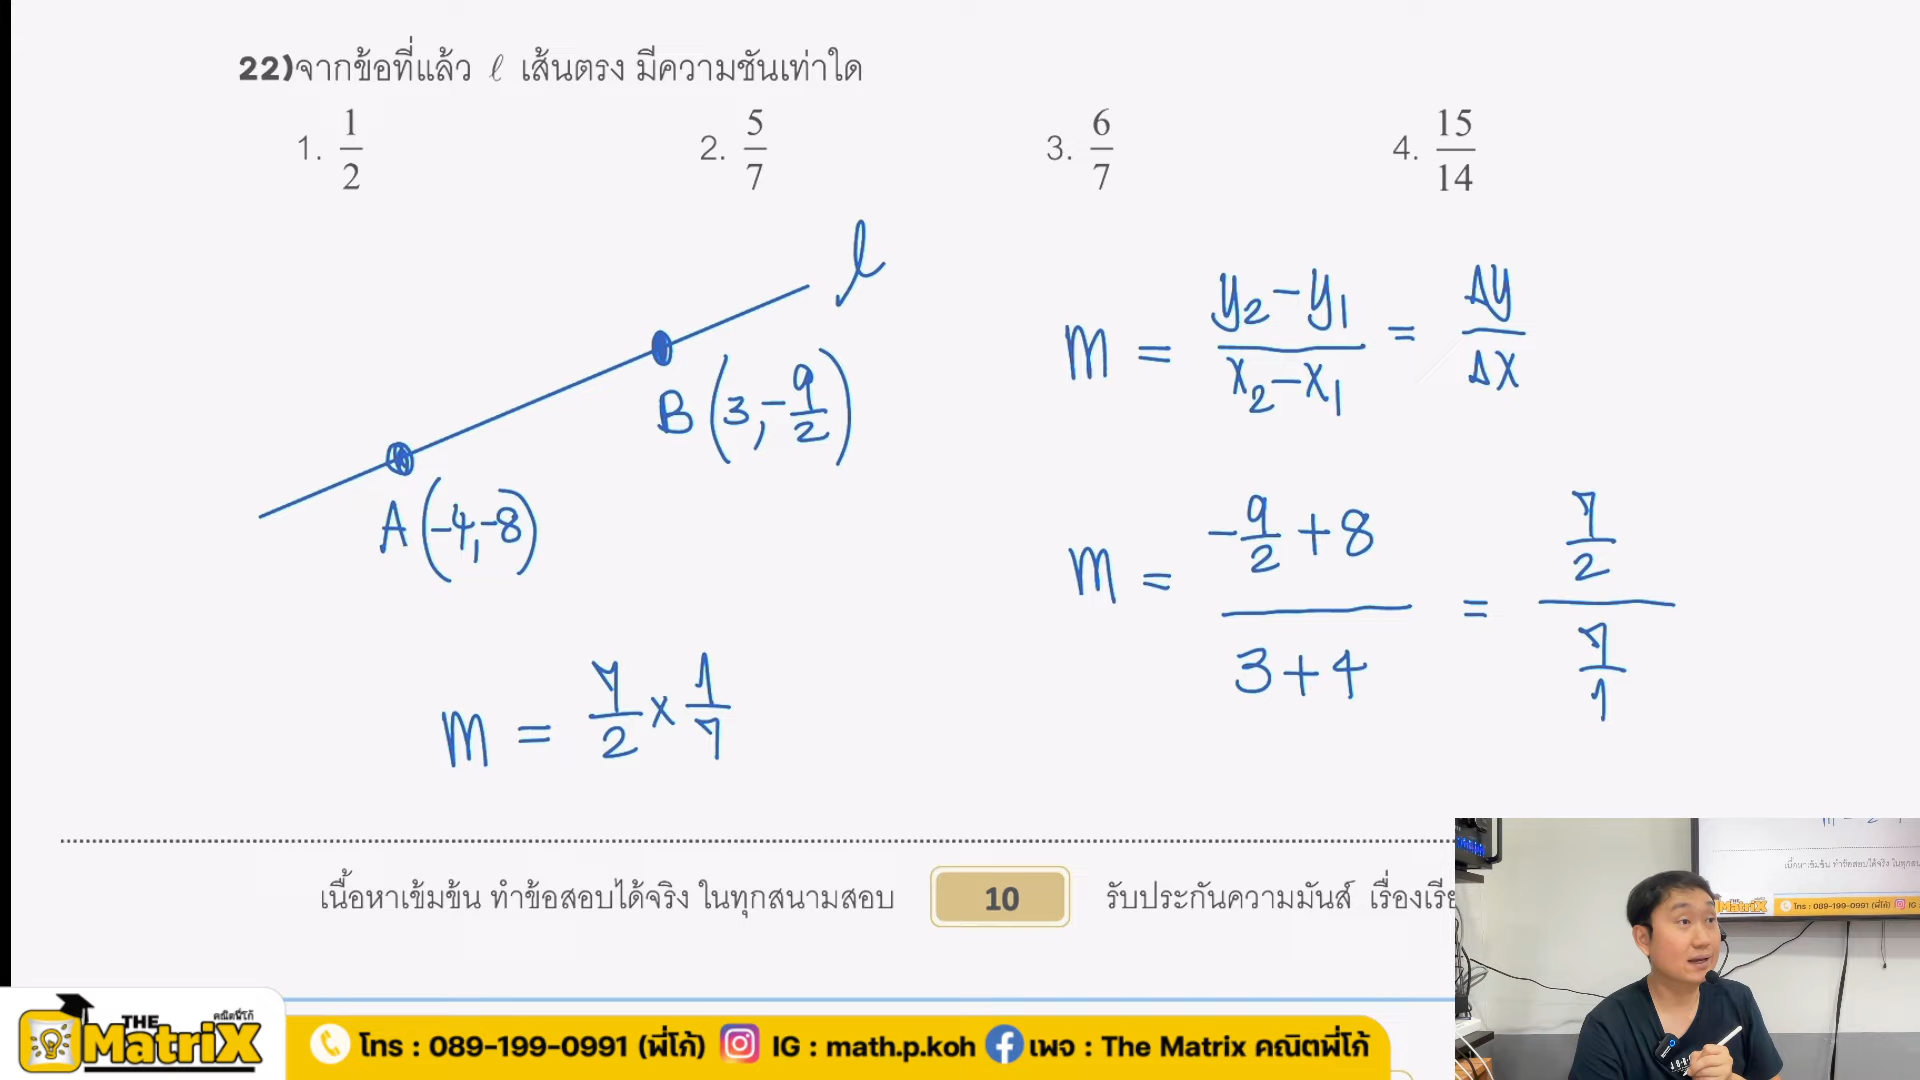 22)จากข้อที่แล้ว ℓ เส้นตรง มีความชันเท่าใด
1. 1/2 2. 5/7 3. 6/7 4. 15/14
ℓ
m = (y₂ - y₁)/(x₂ - x₁) = Δy/Δx
B (3, -9/2)
A (-4, -8)
m = (-9/2 + 8)/(3 + 4) = (7/2)/(7/1)
m = 7/2 x 1/7
เนื้อหาเข้มข้น ทำข้อสอบได้จริง ในทุกสนามสอบ 10 รับประกันความมันส์ เรื่องเรีย
THE คณิตพี่โก้
MatriX
โทร : 089-199-0991 (พี่โก้) IG : math.p.koh เพจ : The Matrix คณิตพี่โก้